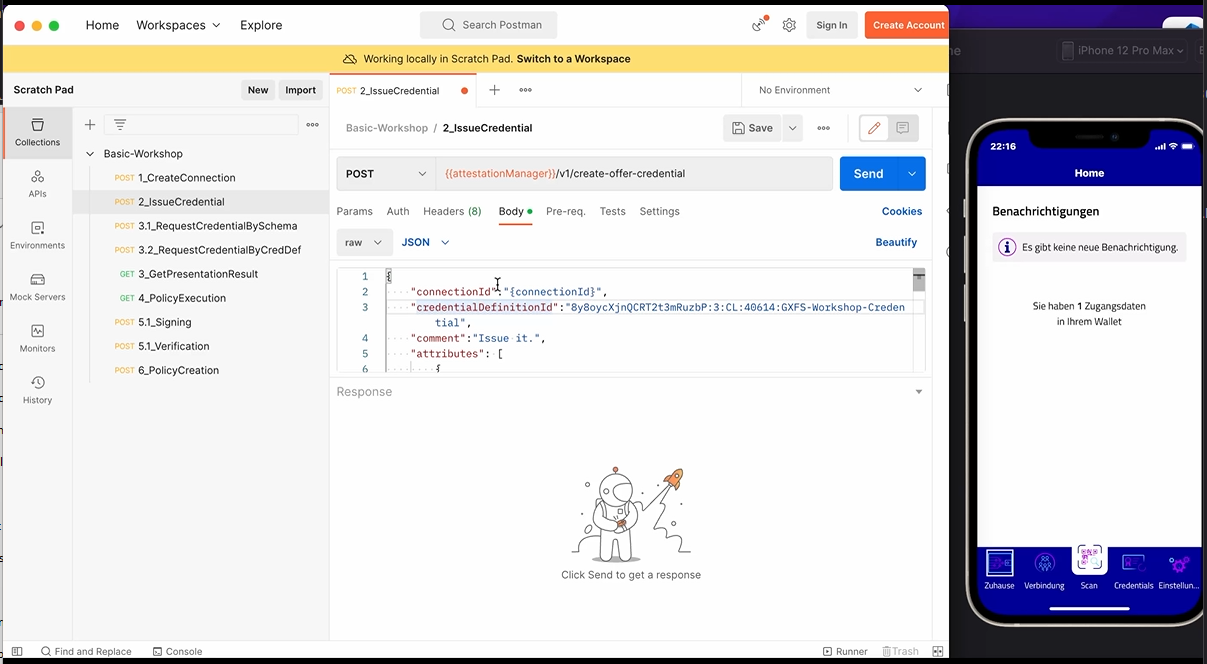 Home Workspaces Explore Search Postman Sign In Create Account
Working locally in Scratch Pad. Switch to a Workspace
iPhone 12 Pro Max
Scratch Pad New Import
POST 2_IssueCredential No Environment
Collections
APIs
Environments
Mock Servers
Monitors
History
Basic-Workshop
POST 1_CreateConnection
POST 2_IssueCredential
POST 3.1_RequestCredentialBySchema
POST 3.2_RequestCredentialByCredDef
GET 3_GetPresentationResult
GET 4_PolicyExecution
POST 5.1_Signing
POST 5.1_Verification
POST 6_PolicyCreation
Basic-Workshop / 2_IssueCredential Save
POST {{attestationManager}}/v1/create-offer-credential Send
Params Auth Headers (8) Body Pre-req. Tests Settings Cookies
raw JSON Beautify
1 {
2 "connectionId":"{connectionId}",
3 "credentialDefinitionId":"8y8oycXjnQCRT2t3mRuzbP:3:CL:40614:GXFS-Workshop-Creden
tial",
4 "comment":"Issue it.",
5 "attributes": [
6 {
Response
Click Send to get a response
Find and Replace Console Runner Trash
22:16
Home
Benachrichtigungen
Es gibt keine neue Benachrichtigung.
Sie haben 1 Zugangsdaten
in Ihrem Wallet
Zuhause Verbindung Scan Credentials Einstellun...